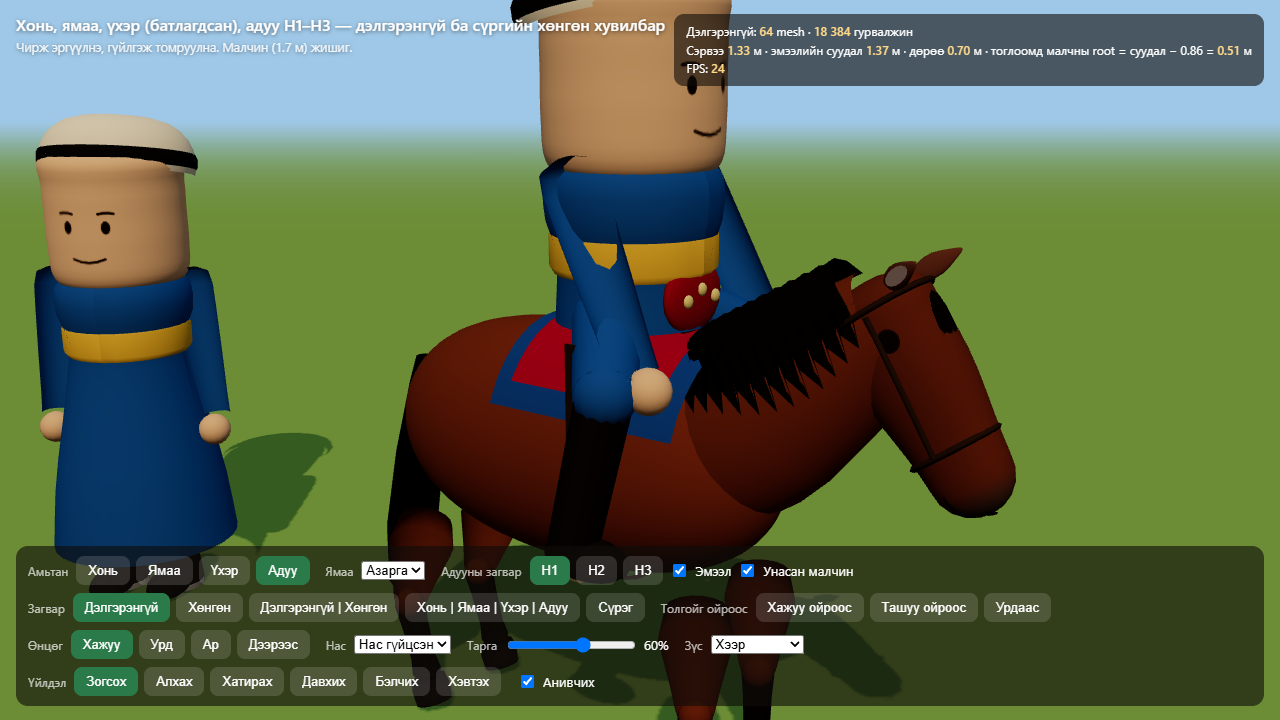 Хонь, ямаа, үхэр (батлагдсан), адуу H1–H3 — дэлгэрэнгүй ба сүргийн хөнгөн хувилбар
Чирж эргүүлнэ, гүйлгэж томруулна. Малчин (1.7 м) жишиг.
Дэлгэрэнгүй: 64 mesh · 18 384 гурвалжин
Сэрвээ 1.33 м · эмээлийн суудал 1.37 м · дөрөө 0.70 м · тоглоомд малчны root = суудал − 0.86 = 0.51 м
FPS: 24
Амьтан Хонь Ямаа Үхэр Адуу Ямаа Азарга Адууны загвар H1 H2 H3 Эмээл Унасан малчин
Загвар Дэлгэрэнгүй Хөнгөн Дэлгэрэнгүй | Хөнгөн Хонь | Ямаа | Үхэр | Адуу Сүрэг Толгойг ойроос Хажуу ойроос Ташуу ойроос Урдаас
Өнцөг Хажуу Урд Ар Дээрээс Нас Нас гүйцсэн Тарга 60% Зүс Хээр
Үйлдэл Зогсох Алхах Хатирах Давхих Бэлчих Хэвтэх Анивчих